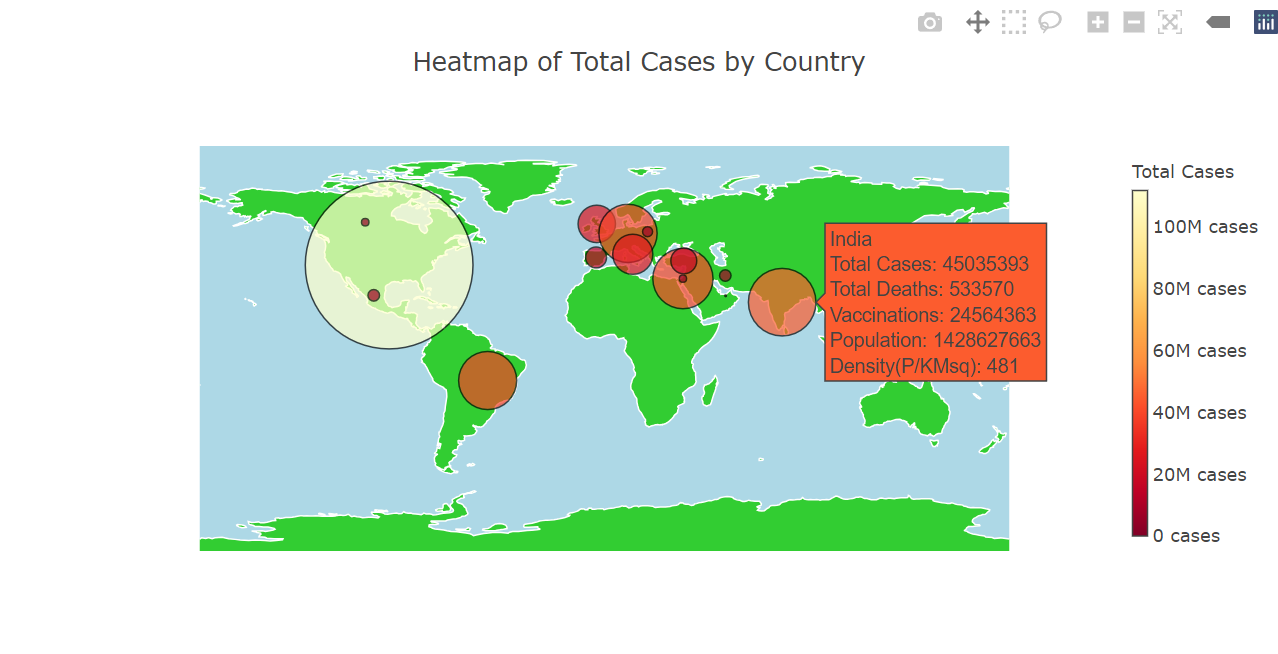 Heatmap of Total Cases by Country
Total Cases
100M cases
80M cases
60M cases
40M cases
20M cases
0 cases
India
Total Cases: 45035393
Total Deaths: 533570
Vaccinations: 24564363
Population: 1428627663
Density(P/KMsq): 481